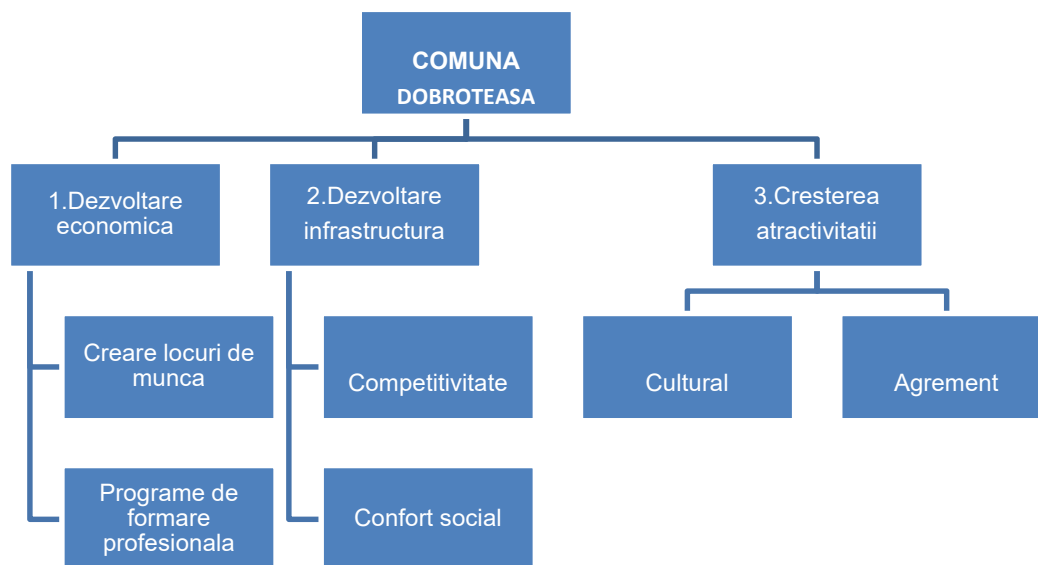 COMUNA
DOBROTEASA
1.Dezvoltare
economica
2.Dezvoltare
infrastructura
3.Cresterea
atractivitatii
Creare locuri de
munca
Competitivitate
Cultural
Agrement
Programe de
formare
profesionala
Confort social